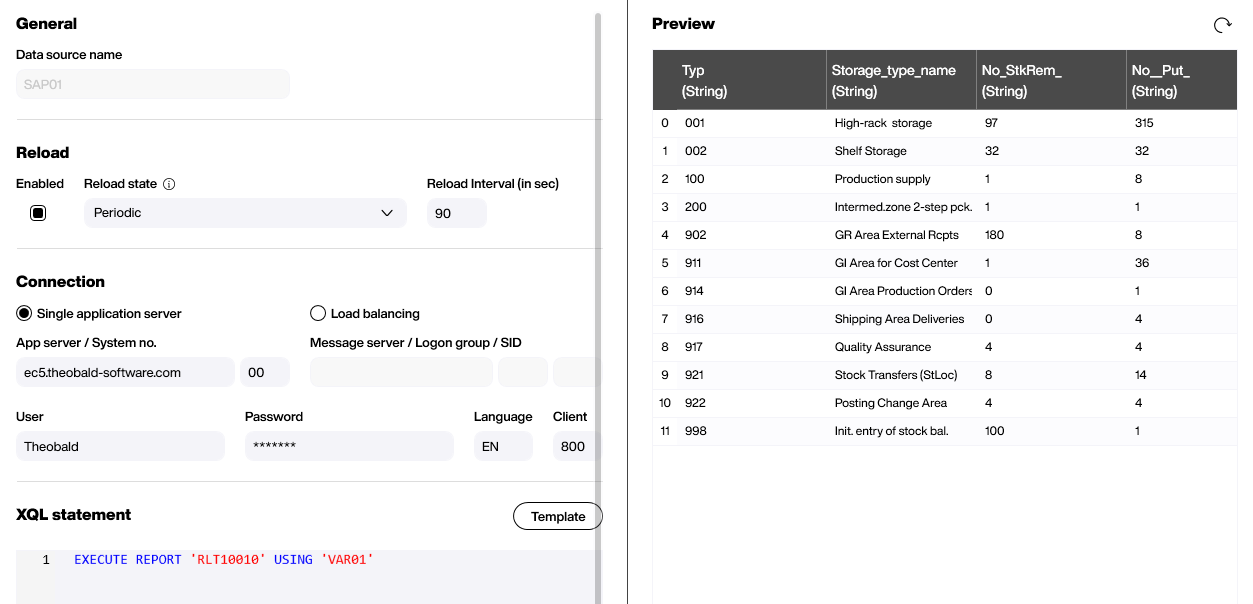 General
Data source name
SAP01
Reload
Enabled Reload state Reload Interval (in sec)
Periodic 90
Connection
Single application server Load balancing
App server / System no. Message server / Logon group / SID
ec5.theobald-software.com 00
User Password Language Client
Theobald ******* EN 800
XQL statement Template
1 EXECUTE REPORT 'RLT10010' USING 'VAR01'
Preview
Typ Storage_type_name No_StkRem_ No__Put_
(String) (String) (String) (String)
0 001 High-rack storage 97 315
1 002 Shelf Storage 32 32
2 100 Production supply 1 8
3 200 Intermed.zone 2-step pck. 1 1
4 902 GR Area External Rcpts 180 8
5 911 GI Area for Cost Center 1 36
6 914 GI Area Production Orders 0 1
7 916 Shipping Area Deliveries 0 4
8 917 Quality Assurance 4 4
9 921 Stock Transfers (StLoc) 8 14
10 922 Posting Change Area 4 4
11 998 Init. entry of stock bal. 100 1